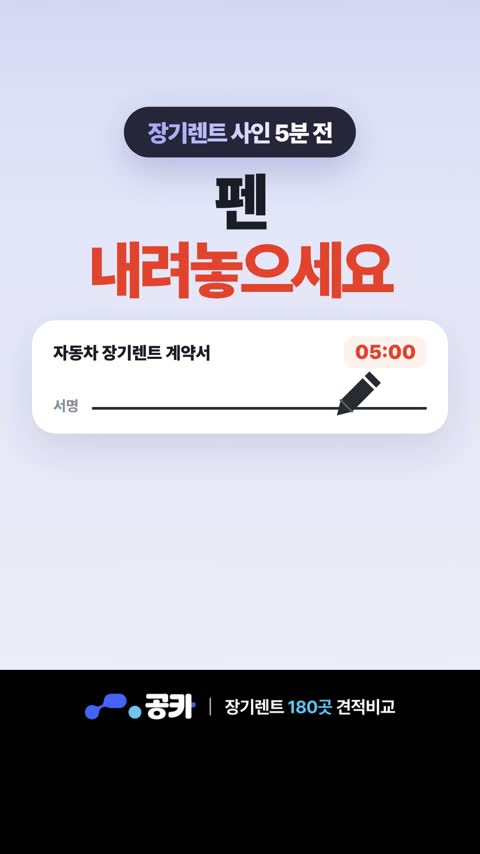 장기렌트 사인 5분 전
펜
내려놓으세요
자동차 장기렌트 계약서 05:00
서명
공카 | 장기렌트 180곳 견적비교